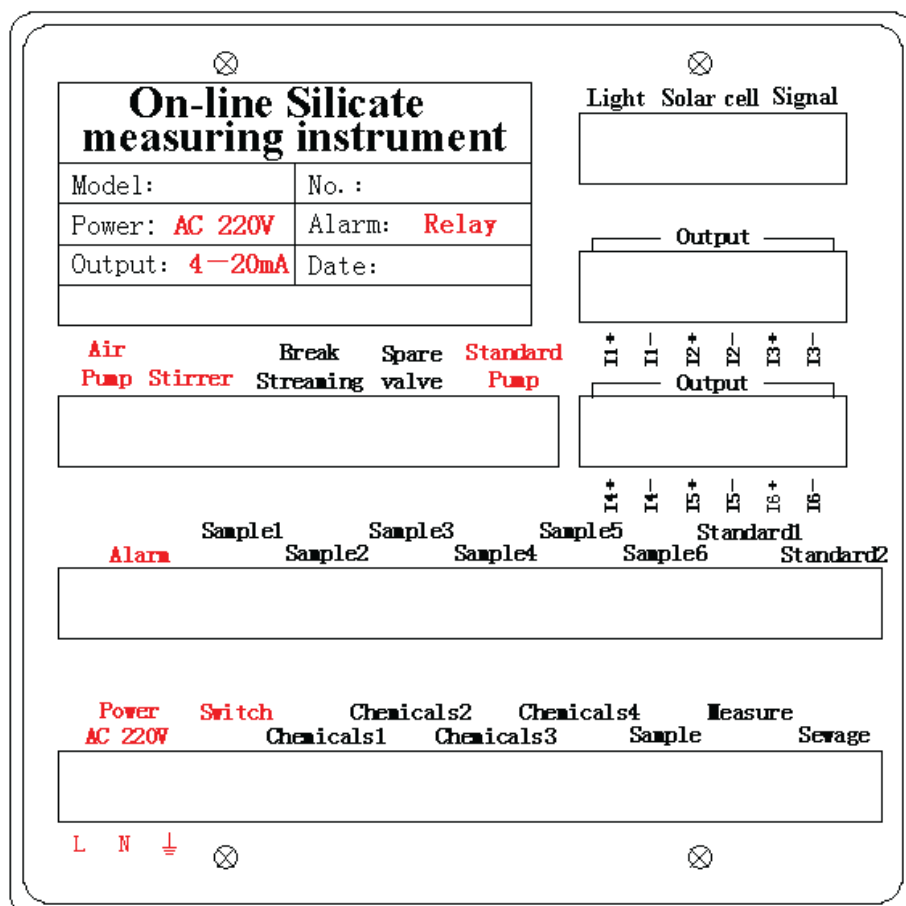 On-line Silicate
measuring instrument
Model:
No.:
Power: AC 220V
Alarm: Relay
Output: 4—20mA
Date:
Light Solar cell Signal
Output
I1+ I1- I2+ I2- I3+ I3-
Output
I4+ I4- I5+ I5- I6+ I6-
Air
Pump
Stirrer
Break
Streaming
Spare
valve
Standard
Pump
Sample1 Sample3 Sample5 Standard1
Alarm Sample2 Sample4 Sample6 Standard2
Power Switch Chemicals2 Chemicals4 Measure
AC 220V Chemicals1 Chemicals3 Sample Sewage
L N ⏚